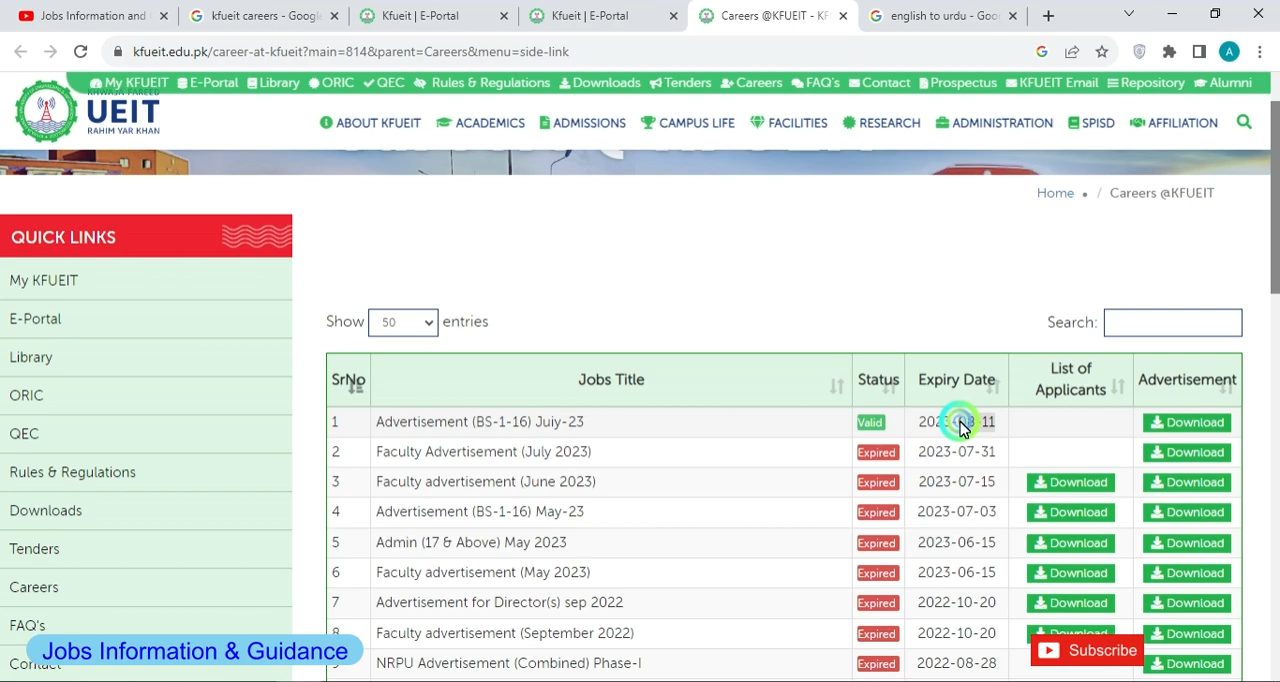 Jobs Information and
kfueit careers - Google
Kfueit | E-Portal
Kfueit | E-Portal
Careers @KFUEIT - KF
english to urdu - Goo
kfueit.edu.pk/career-at-kfueit?main=814&parent=Careers&menu=side-link
A
My KFUEIT E-Portal Library ORIC QEC Rules & Regulations Downloads Tenders Careers FAQ's Contact Prospectus KFUEIT Email Repository Alumni
KHWAJA FAREED
UEIT
RAHIM YAR KHAN
ABOUT KFUEIT ACADEMICS ADMISSIONS CAMPUS LIFE FACILITIES RESEARCH ADMINISTRATION SPISD AFFILIATION
Home / Careers @KFUEIT
QUICK LINKS
My KFUEIT
E-Portal
Library
ORIC
QEC
Rules & Regulations
Downloads
Tenders
Careers
FAQ's
Contact
Show 50 entries
Search:
SrNo Jobs Title Status Expiry Date List of Applicants Advertisement
1 Advertisement (BS-1-16) Juiy-23 Valid 2023-08-11 Download
2 Faculty Advertisement (July 2023) Expired 2023-07-31 Download
3 Faculty advertisement (June 2023) Expired 2023-07-15 Download Download
4 Advertisement (BS-1-16) May-23 Expired 2023-07-03 Download Download
5 Admin (17 & Above) May 2023 Expired 2023-06-15 Download Download
6 Faculty advertisement (May 2023) Expired 2023-06-15 Download Download
7 Advertisement for Director(s) sep 2022 Expired 2022-10-20 Download Download
8 Faculty advertisement (September 2022) Expired 2022-10-20 Download Download
9 NRPU Advertisement (Combined) Phase-I Expired 2022-08-28 Download
Jobs Information & Guidance
Subscribe